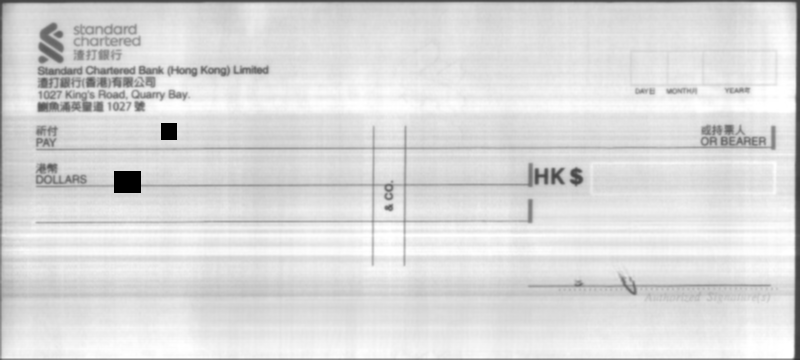 standard
chartered
渣打銀行
Standard Chartered Bank (Hong Kong) Limited
渣打銀行(香港)有限公司
1027 King's Road, Quarry Bay.
鰂魚涌英皇道 1027 號
DAY日 MONTH月 YEAR年
祈付
PAY
或持票人
OR BEARER
港幣
DOLLARS
HK $
& CO.
Authorized Signature(s)